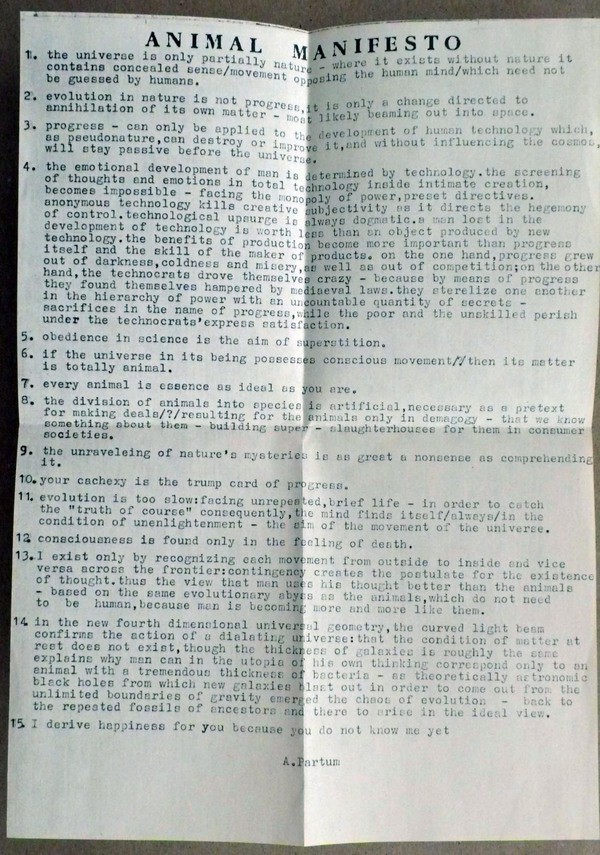 ANIMAL MANIFESTO
1. the universe is only partially nature - where it exists without nature it
contains concealed sense/movement opposing the human mind/which need not
be guessed by humans.
2. evolution in nature is not progress,it is only a change directed to
annihilation of its own matter - most likely beaming out into space.
3. progress - can only be applied to the development of human technology which,
as pseudonature,can destroy or improve it,and without influencing the cosmos,
will stay passive before the universe.
4. the emotional development of man is determined by technology.the screening
of thoughts and emotions in total technology inside intimate creation,
becomes impossible - facing the monopoly of power,preset directives.
anonymous technology kills creative subjectivity as it directs the hegemony
of control.technological upsurge is always dogmatic.a man lost in the
development of technology is worth less than an object produced by new
technology.the benefits of production become more important than progress
itself and the skill of the maker of products. on the one hand,progress grew
out of darkness,coldness and misery,as well as out of competition;on the other
hand,the technocrats drove themselves crazy - because by means of progress
they found themselves hampered by mediaeval laws.they sterelize one another
in the hierarchy of power with an uncountable quantity of secrets -
sacrifices in the name of progress,while the poor and the unskilled perish
under the technocrats'express satisfaction.
5. obedience in science is the aim of superstition.
6. if the universe in its being possesses conscious movement//then its matter
is totally animal.
7. every animal is essence as ideal as you are.
8. the division of animals into species is artificial,necessary as a pretext
for making deals/?/resulting for the animals only in demagogy - that we know
something about them - building super - slaughterhouses for them in consumer
societies.
9. the unraveleing of nature's mysteries is as great a nonsense as comprehending
it.
10.your cachexy is the trump card of progress.
11. evolution is too slow:facing unrepeated,brief life - in order to catch
the "truth of course" consequently,the mind finds itself/always/in the
condition of unenlightenment - the aim of the movement of the universe.
12 consciousness is found only in the feeling of death.
13.I exist only by recognizing each movement from outside to inside and vice
versa across the frontier:contingency creates the postulate for the existence
of thought.thus the view that man uses his thought better than the animals
- based on the same evolutionary abyss as the animals,which do not need
to be human,because man is becoming more and more like them.
14. in the new fourth dimensional universal geometry,the curved light beam
confirms the action of a dialating universe:that the condition of matter at
rest does not exist,though the thickness of galaxies is roughly the same
explains why man can in the utopia of his own thinking correspond only to an
animal with a tremendous thickness of bacteria - as theoretically astronomic
black holes from which new galaxies blast out in order to come out from the
unlimited boundaries of gravity emerged the chaos of evolution - back to
the repeated fossils of ancestors and there to arise in the ideal view.
15. I derive happiness for you because you do not know me yet
A.Partum